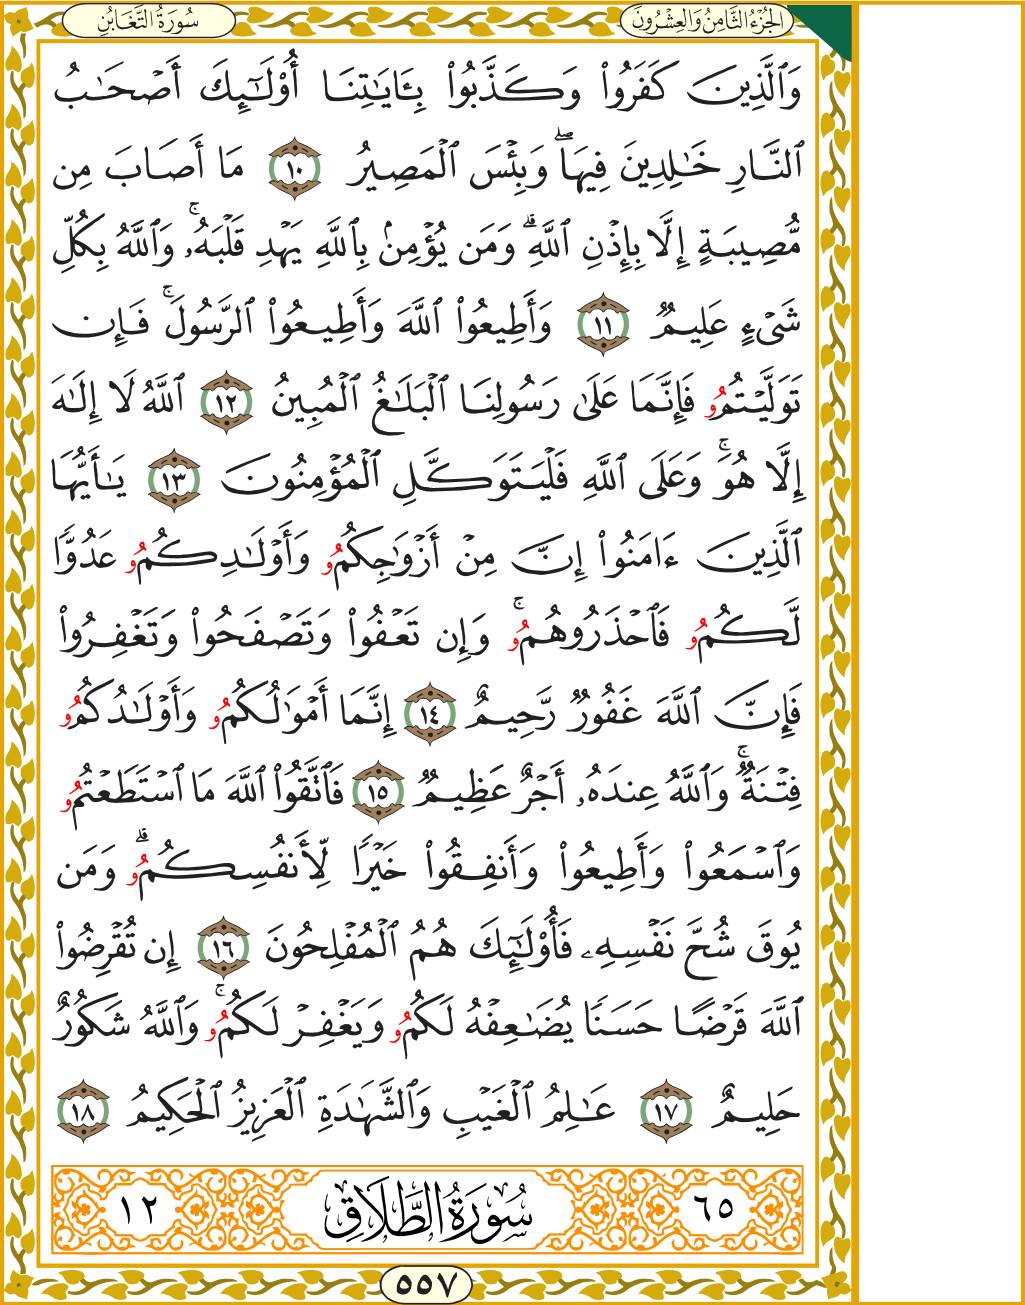 الجُزْءُ الثَّامِنُ وَالعِشْرُونَ سُورَةُ التَّغَابُنِ
وَٱلَّذِينَ كَفَرُوا۟ وَكَذَّبُوا۟ بِـَٔايَـٰتِنَا أُو۟لَـٰٓئِكَ أَصْحَـٰبُ
ٱلنَّارِ خَـٰلِدِينَ فِيهَا ۖ وَبِئْسَ ٱلْمَصِيرُ ١٠ مَا أَصَابَ مِن
مُّصِيبَةٍ إِلَّا بِإِذْنِ ٱللَّهِ ۗ وَمَن يُؤْمِنۢ بِٱللَّهِ يَهْدِ قَلْبَهُۥ ۚ وَٱللَّهُ بِكُلِّ
شَىْءٍ عَلِيمٌ ١١ وَأَطِيعُوا۟ ٱللَّهَ وَأَطِيعُوا۟ ٱلرَّسُولَ ۚ فَإِن
تَوَلَّيْتُمُو فَإِنَّمَا عَلَىٰ رَسُولِنَا ٱلْبَلَـٰغُ ٱلْمُبِينُ ١٢ ٱللَّهُ لَا إِلَـٰهَ
إِلَّا هُوَ ۚ وَعَلَى ٱللَّهِ فَلْيَتَوَكَّلِ ٱلْمُؤْمِنُونَ ١٣ يَـٰأَيُّهَا
ٱلَّذِينَ ءَامَنُوا۟ إِنَّ مِنْ أَزْوَٰجِكُمُو وَأَوْلَـٰدِكُمُو عَدُوًّا
لَّكُمُو فَٱحْذَرُوهُمُو ۚ وَإِن تَعْفُوا۟ وَتَصْفَحُوا۟ وَتَغْفِرُوا۟
فَإِنَّ ٱللَّهَ غَفُورٌ رَّحِيمٌ ١٤ إِنَّمَا أَمْوَٰلُكُمُو وَأَوْلَـٰدُكُمُو
فِتْنَةٌ ۚ وَٱللَّهُ عِندَهُۥ أَجْرٌ عَظِيمٌ ١٥ فَٱتَّقُوا۟ ٱللَّهَ مَا ٱسْتَطَعْتُمُو
وَٱسْمَعُوا۟ وَأَطِيعُوا۟ وَأَنفِقُوا۟ خَيْرًا لِّأَنفُسِكُمُو ۗ وَمَن
يُوقَ شُحَّ نَفْسِهِۦ فَأُو۟لَـٰٓئِكَ هُمُ ٱلْمُفْلِحُونَ ١٦ إِن تُقْرِضُوا۟
ٱللَّهَ قَرْضًا حَسَنًا يُضَـٰعِفْهُ لَكُمُو وَيَغْفِرْ لَكُمُو ۚ وَٱللَّهُ شَكُورٌ
حَلِيمٌ ١٧ عَـٰلِمُ ٱلْغَيْبِ وَٱلشَّهَـٰدَةِ ٱلْعَزِيزُ ٱلْحَكِيمُ ١٨
٦٥ سُورَةُ الطَّلَاقِ ١٢
٥٥٧